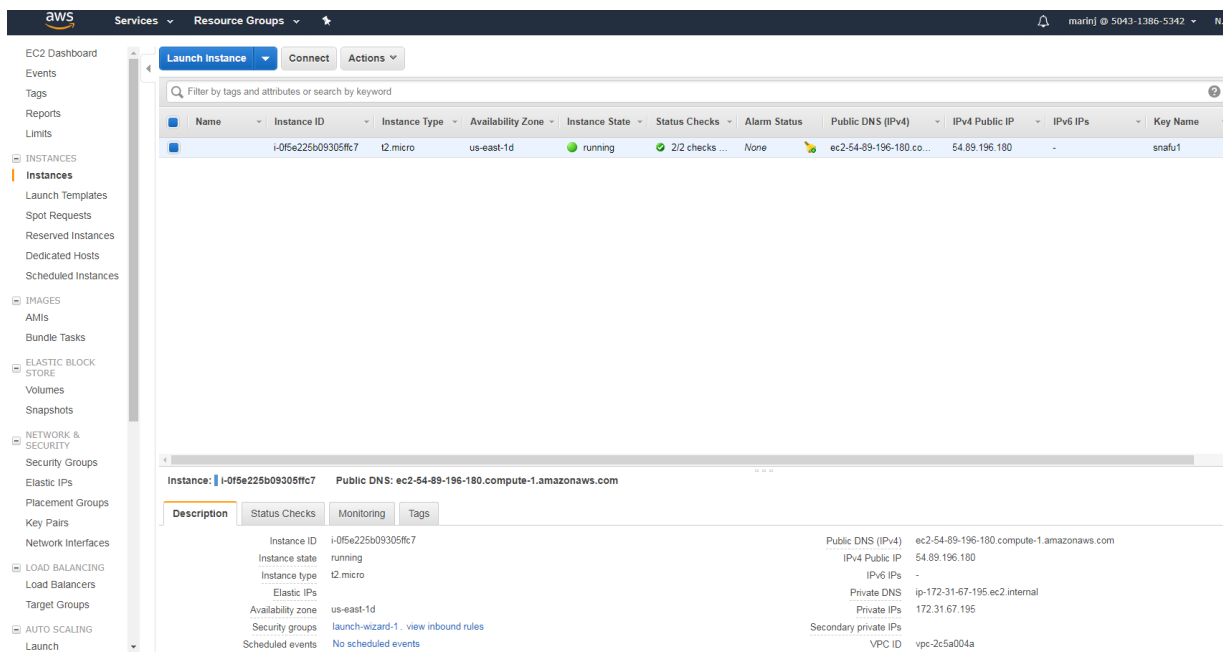 aws Services Resource Groups marinj @ 5043-1386-5342 N.
EC2 Dashboard
Events
Tags
Reports
Limits
INSTANCES
Instances
Launch Templates
Spot Requests
Reserved Instances
Dedicated Hosts
Scheduled Instances
IMAGES
AMIs
Bundle Tasks
ELASTIC BLOCK
STORE
Volumes
Snapshots
NETWORK &
SECURITY
Security Groups
Elastic IPs
Placement Groups
Key Pairs
Network Interfaces
LOAD BALANCING
Load Balancers
Target Groups
AUTO SCALING
Launch
Launch Instance Connect Actions
Filter by tags and attributes or search by keyword
Name Instance ID Instance Type Availability Zone Instance State Status Checks Alarm Status Public DNS (IPv4) IPv4 Public IP IPv6 IPs Key Name
i-0f5e225b09305ffc7 t2.micro us-east-1d running 2/2 checks ... None ec2-54-89-196-180.co... 54.89.196.180 - snafu1
Instance: i-0f5e225b09305ffc7 Public DNS: ec2-54-89-196-180.compute-1.amazonaws.com
Description Status Checks Monitoring Tags
Instance ID i-0f5e225b09305ffc7
Instance state running
Instance type t2.micro
Elastic IPs
Availability zone us-east-1d
Security groups launch-wizard-1 . view inbound rules
Scheduled events No scheduled events
Public DNS (IPv4) ec2-54-89-196-180.compute-1.amazonaws.com
IPv4 Public IP 54.89.196.180
IPv6 IPs -
Private DNS ip-172-31-67-195.ec2.internal
Private IPs 172.31.67.195
Secondary private IPs
VPC ID vpc-2c5a004a